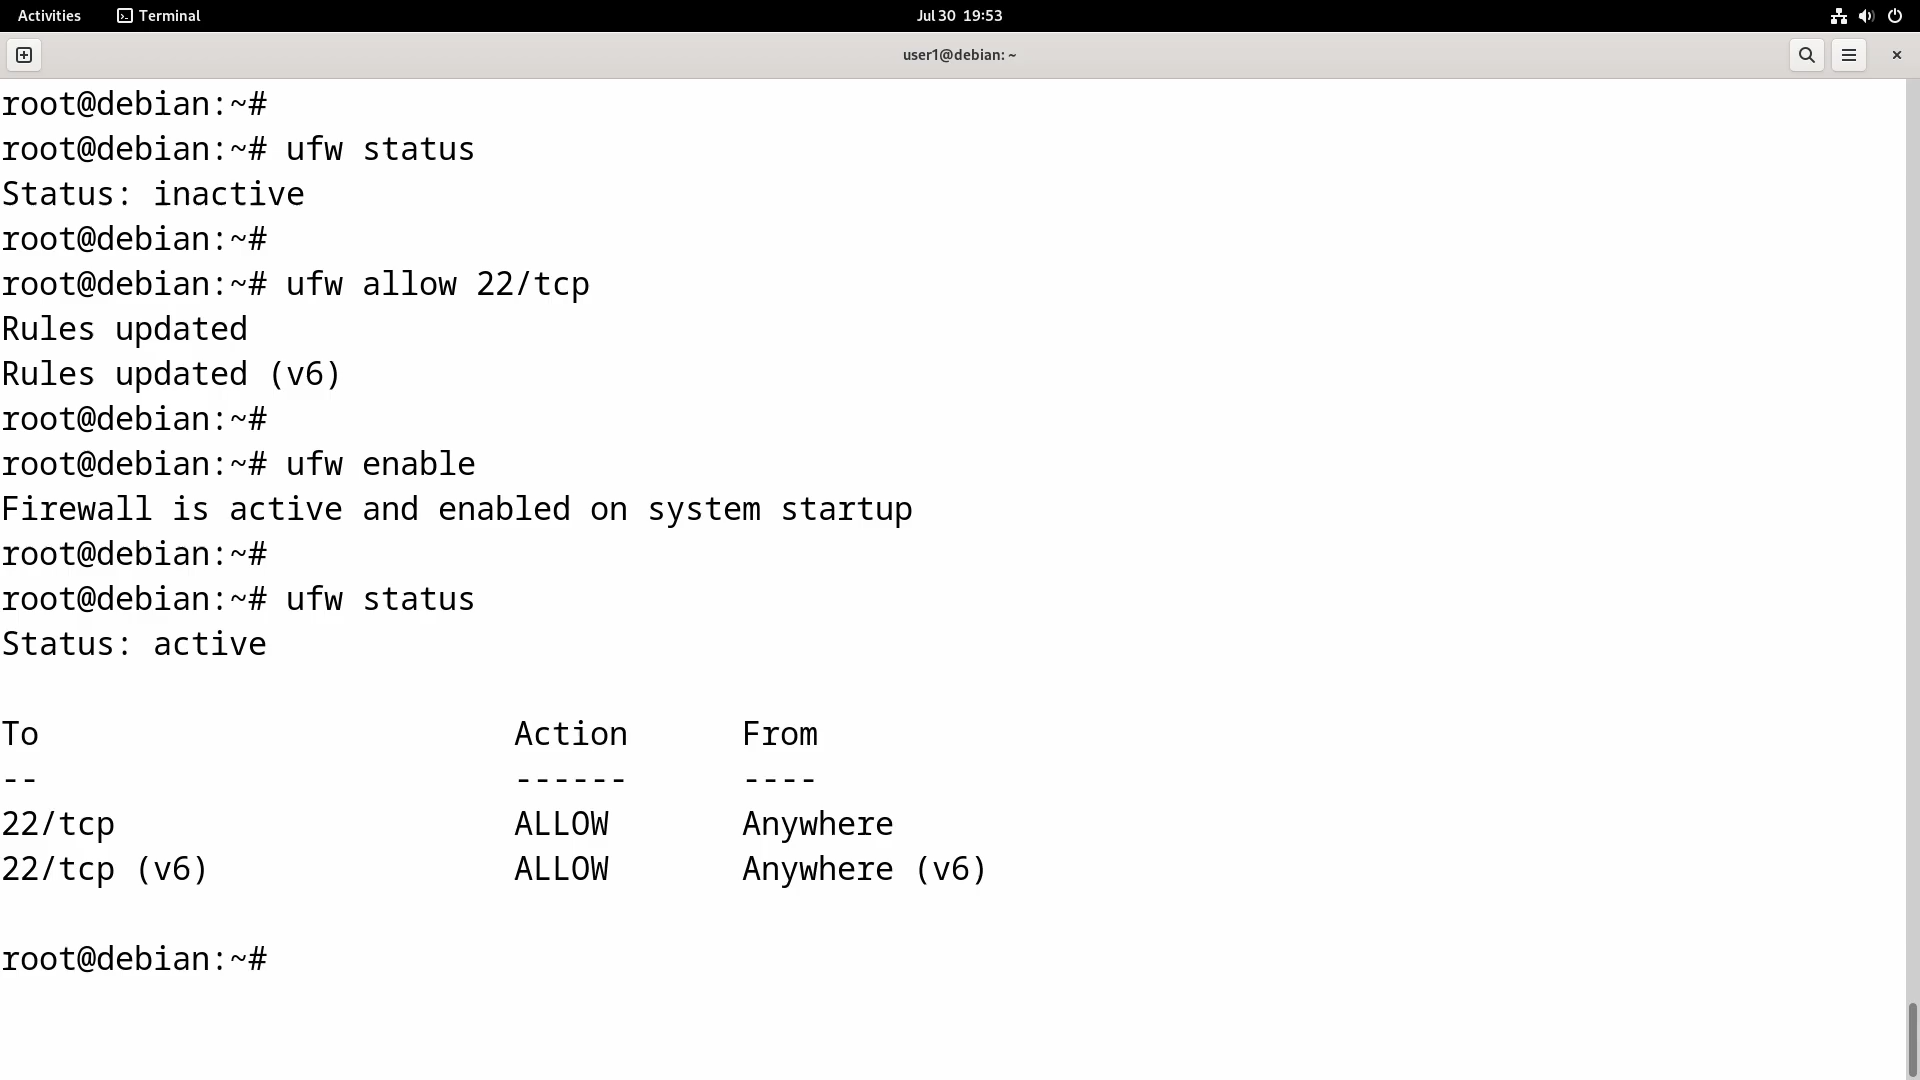 Activities Terminal Jul 30 19:53
user1@debian: ~
root@debian:~#
root@debian:~# ufw status
Status: inactive
root@debian:~#
root@debian:~# ufw allow 22/tcp
Rules updated
Rules updated (v6)
root@debian:~#
root@debian:~# ufw enable
Firewall is active and enabled on system startup
root@debian:~#
root@debian:~# ufw status
Status: active
To Action From
-- ------ ----
22/tcp ALLOW Anywhere
22/tcp (v6) ALLOW Anywhere (v6)
root@debian:~#